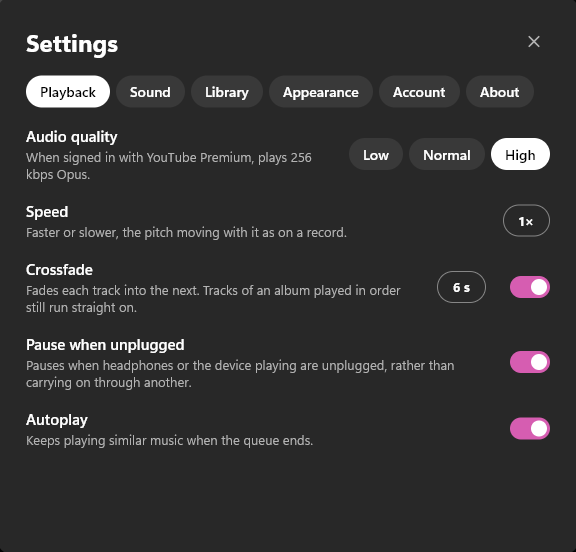 Settings
Playback Sound Library Appearance Account About
Audio quality
When signed in with YouTube Premium, plays 256
kbps Opus.
Low Normal High
Speed
Faster or slower, the pitch moving with it as on a record.
1×
Crossfade
Fades each track into the next. Tracks of an album played in order
still run straight on.
6 s
Pause when unplugged
Pauses when headphones or the device playing are unplugged, rather than
carrying on through another.
Autoplay
Keeps playing similar music when the queue ends.